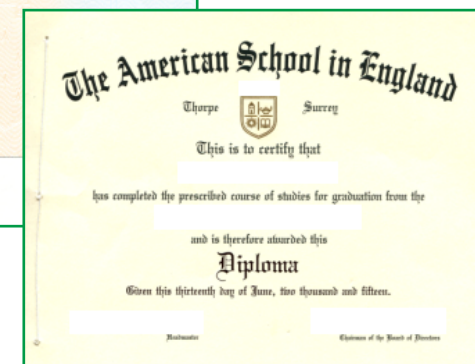 The American School in England
Thorpe Surrey
This is to certify that
has completed the prescribed course of studies for graduation from the
and is therefore awarded this
Diploma
Given this thirteenth day of June, two thousand and fifteen.
Headmaster Chairman of the Board of Directors